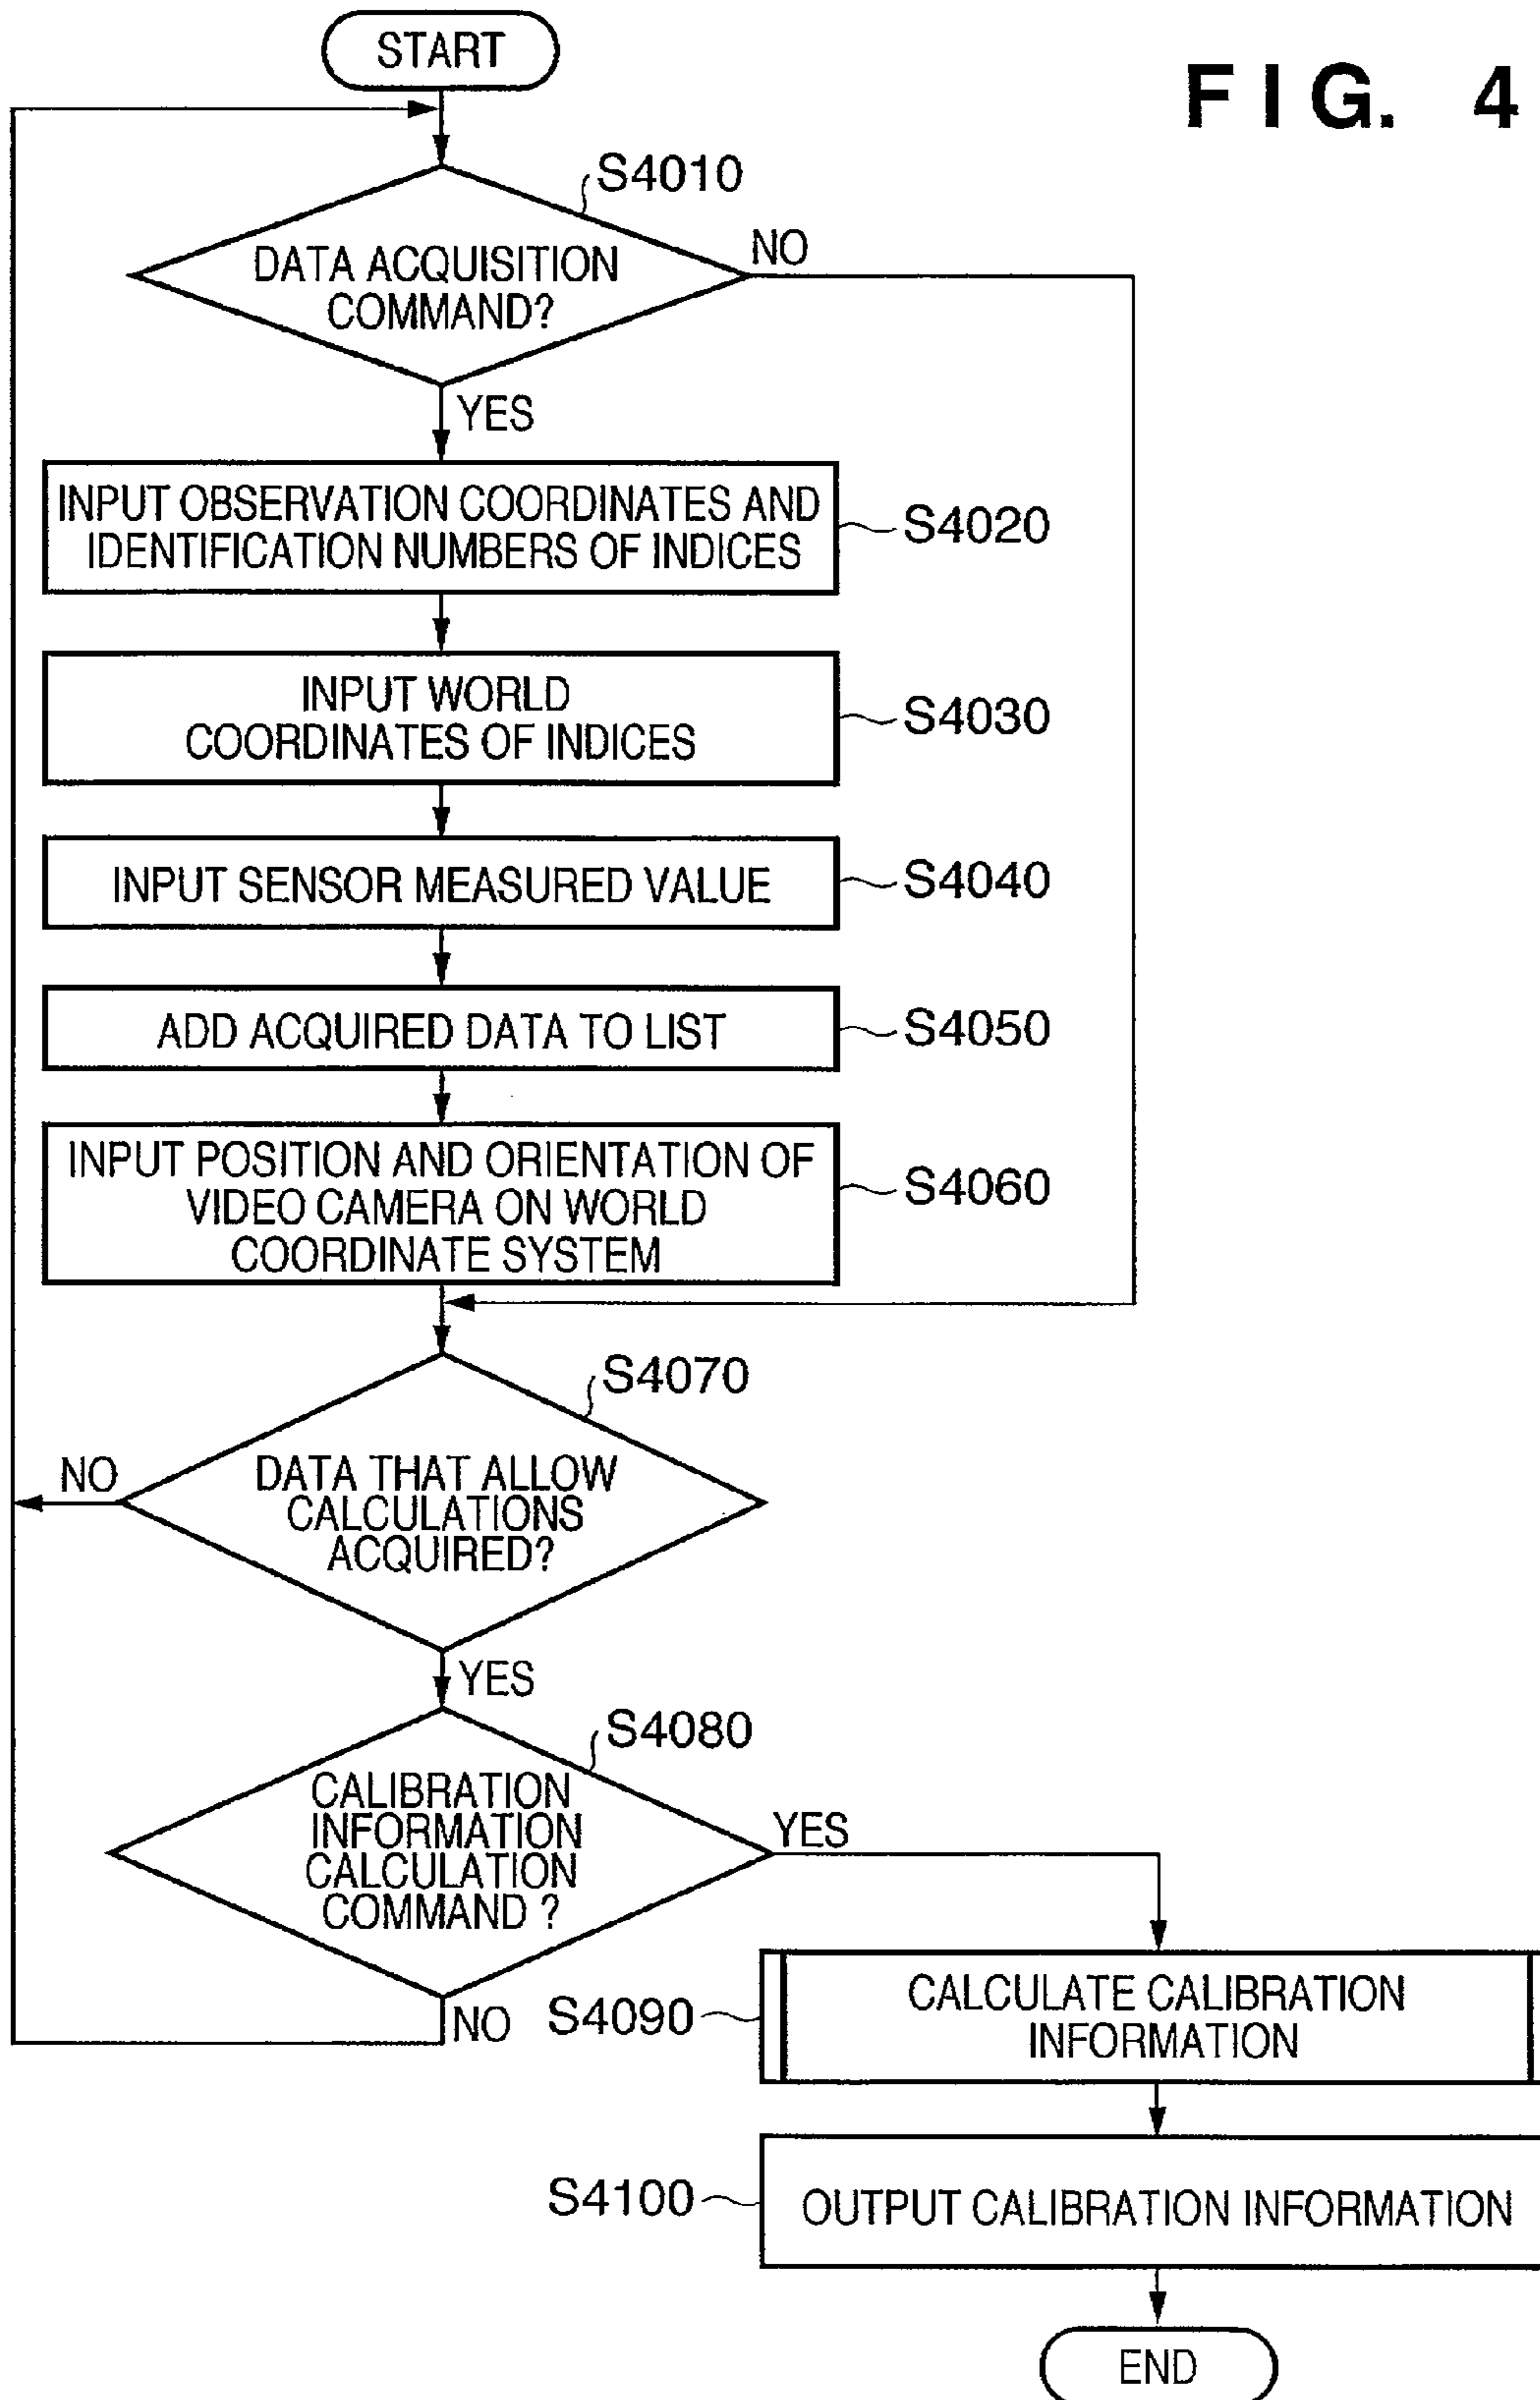 START
FIG. 4
S4010
DATA ACQUISITION
COMMAND?
NO
YES
INPUT OBSERVATION COORDINATES AND
IDENTIFICATION NUMBERS OF INDICES
S4020
INPUT WORLD
COORDINATES OF INDICES
S4030
INPUT SENSOR MEASURED VALUE
S4040
ADD ACQUIRED DATA TO LIST
S4050
INPUT POSITION AND ORIENTATION OF
VIDEO CAMERA ON WORLD
COORDINATE SYSTEM
S4060
S4070
NO
DATA THAT ALLOW
CALCULATIONS
ACQUIRED?
YES
S4080
CALIBRATION
INFORMATION
CALCULATION
COMMAND ?
YES
NO
S4090
CALCULATE CALIBRATION
INFORMATION
S4100
OUTPUT CALIBRATION INFORMATION
END